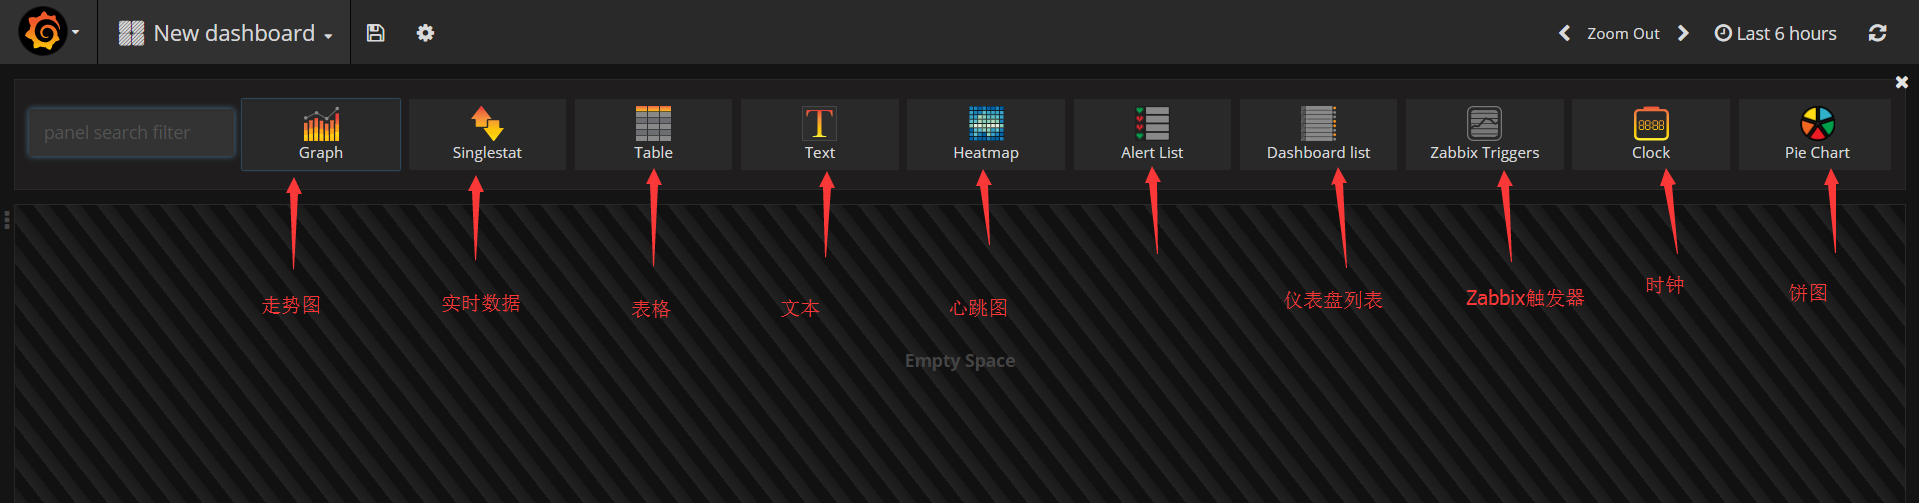 New dashboard
Zoom Out
Last 6 hours
panel search filter
Graph
Singlestat
Table
Text
Heatmap
Alert List
Dashboard list
Zabbix Triggers
Clock
Pie Chart
走势图
实时数据
表格
文本
心跳图
仪表盘列表
Zabbix触发器
时钟
饼图
Empty Space